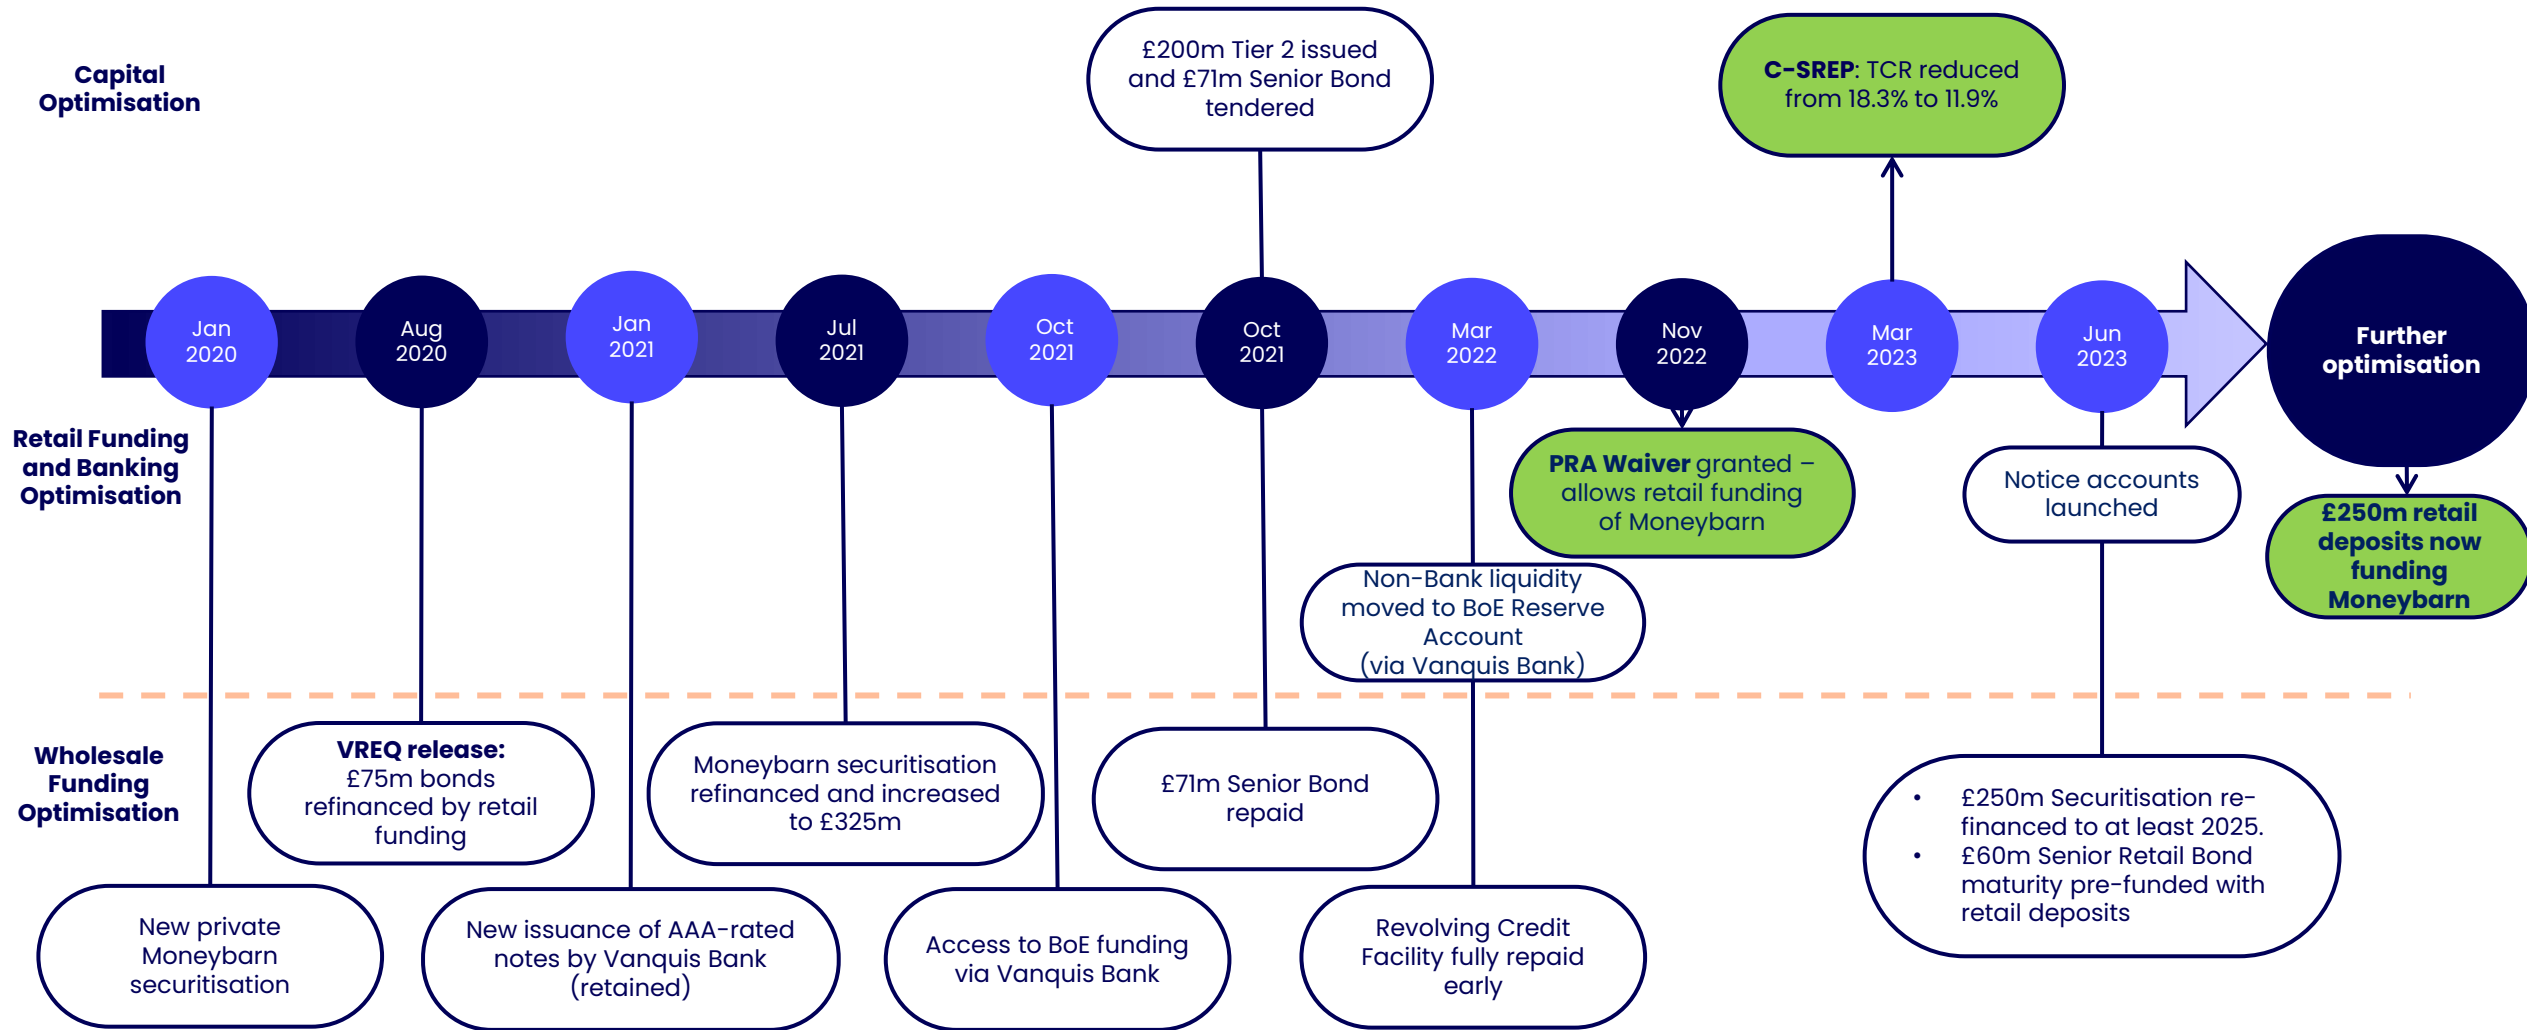 Capital
Optimisation
£200m Tier 2 issued
and £71m Senior Bond
tendered
C-SREP: TCR reduced
from 18.3% to 11.9%
Jan
2020
Aug
2020
Jan
2021
Jul
2021
Oct
2021
Oct
2021
Mar
2022
Nov
2022
Mar
2023
Jun
2023
Further
optimisation
Retail Funding
and Banking
Optimisation
PRA Waiver granted –
allows retail funding
of Moneybarn
Notice accounts
launched
£250m retail
deposits now
funding
Moneybarn
Non-Bank liquidity
moved to BoE Reserve
Account
(via Vanquis Bank)
Wholesale
Funding
Optimisation
VREQ release:
£75m bonds
refinanced by retail
funding
Moneybarn securitisation
refinanced and increased
to £325m
£71m Senior Bond
repaid
• £250m Securitisation re-
financed to at least 2025.
• £60m Senior Retail Bond
maturity pre-funded with
retail deposits
New private
Moneybarn
securitisation
New issuance of AAA-rated
notes by Vanquis Bank
(retained)
Access to BoE funding
via Vanquis Bank
Revolving Credit
Facility fully repaid
early